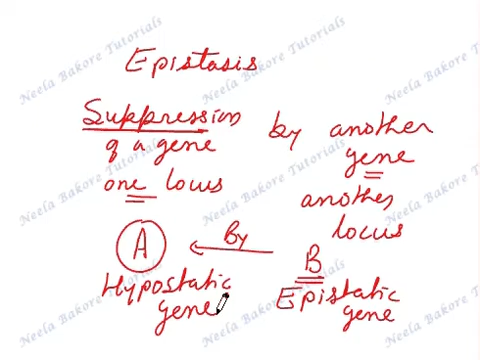 Epistasis
Suppression by another
of a gene gene
one locus another
locus
A By B
Hypostatic Epistatic
gene gene
Neela Bakore Tutorials